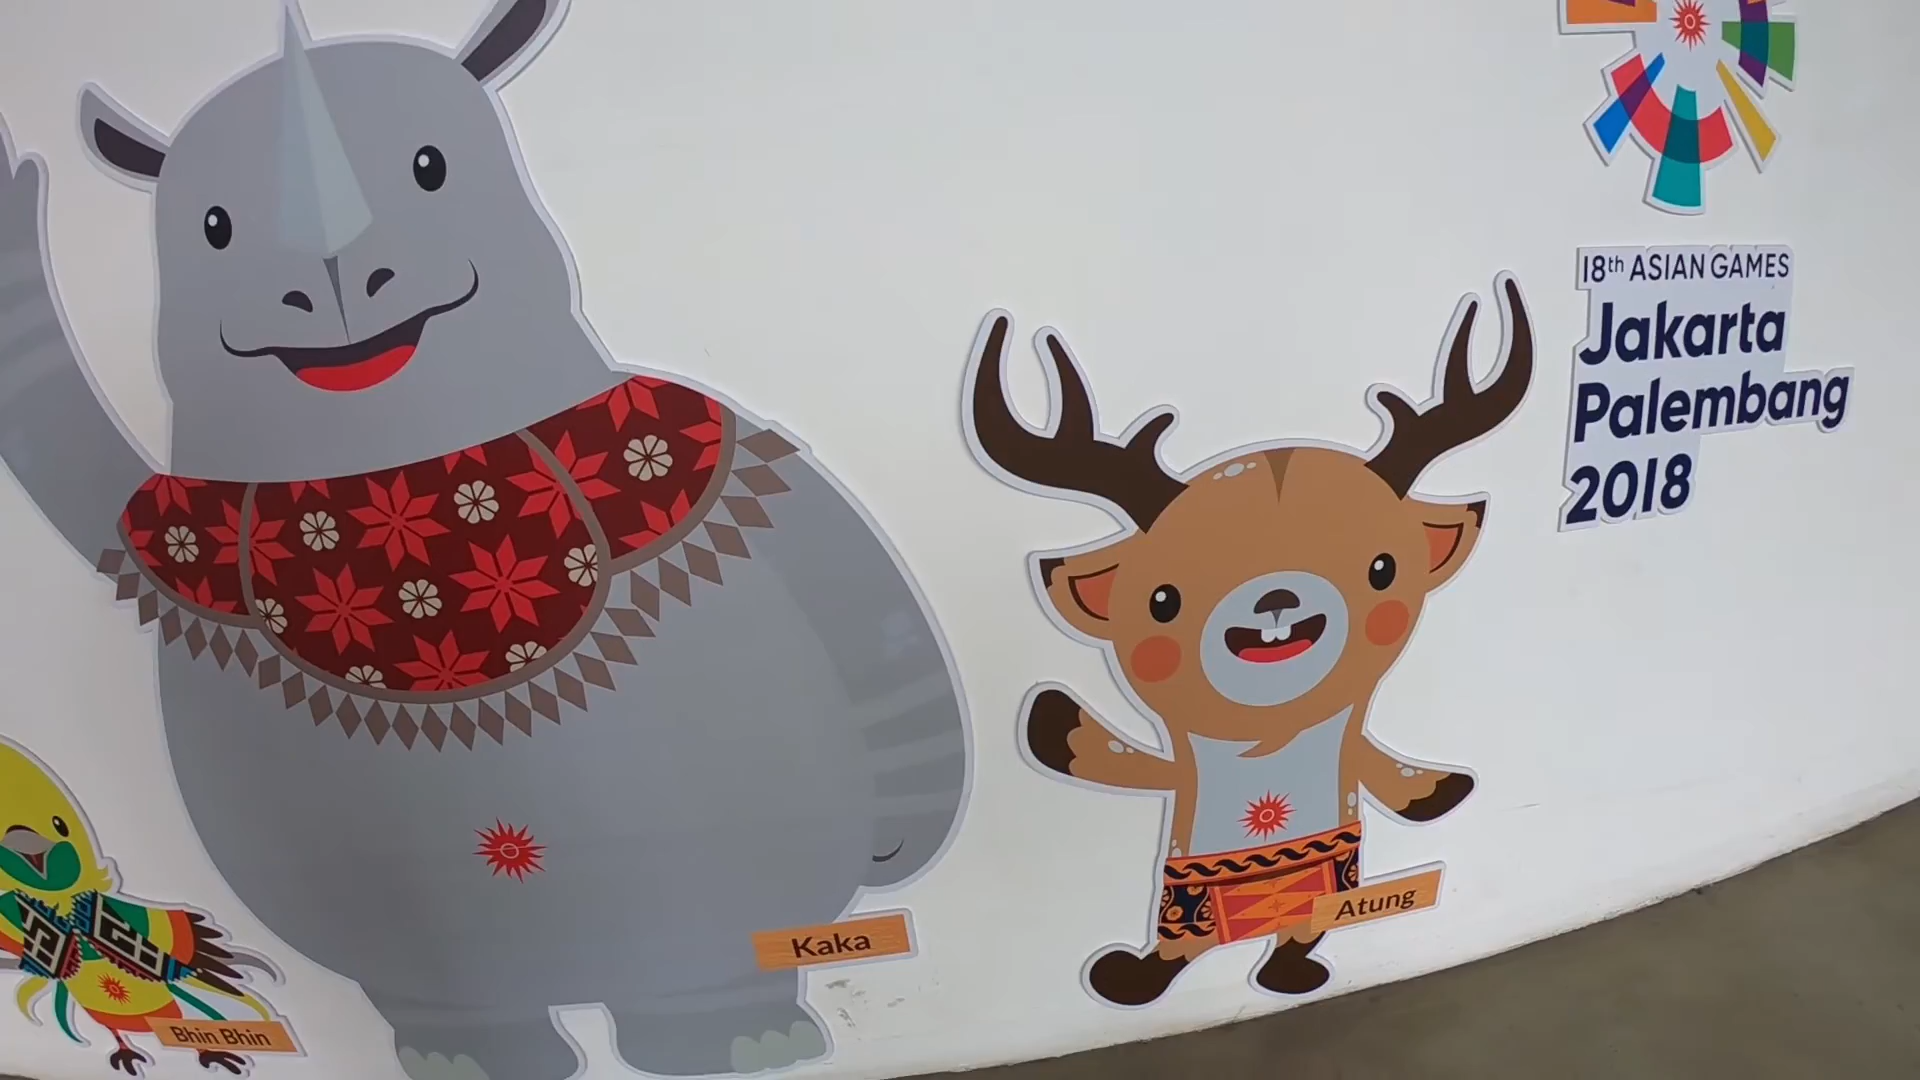 18th ASIAN GAMES
Jakarta
Palembang
2018
Atung
Kaka
Bhin Bhin